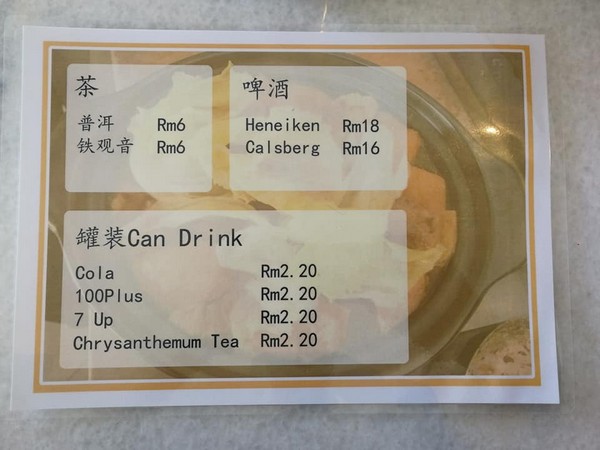 茶
普洱 Rm6
铁观音 Rm6
啤酒
Heneiken Rm18
Calsberg Rm16
罐装Can Drink
Cola Rm2.20
100Plus Rm2.20
7 Up Rm2.20
Chrysanthemum Tea Rm2.20